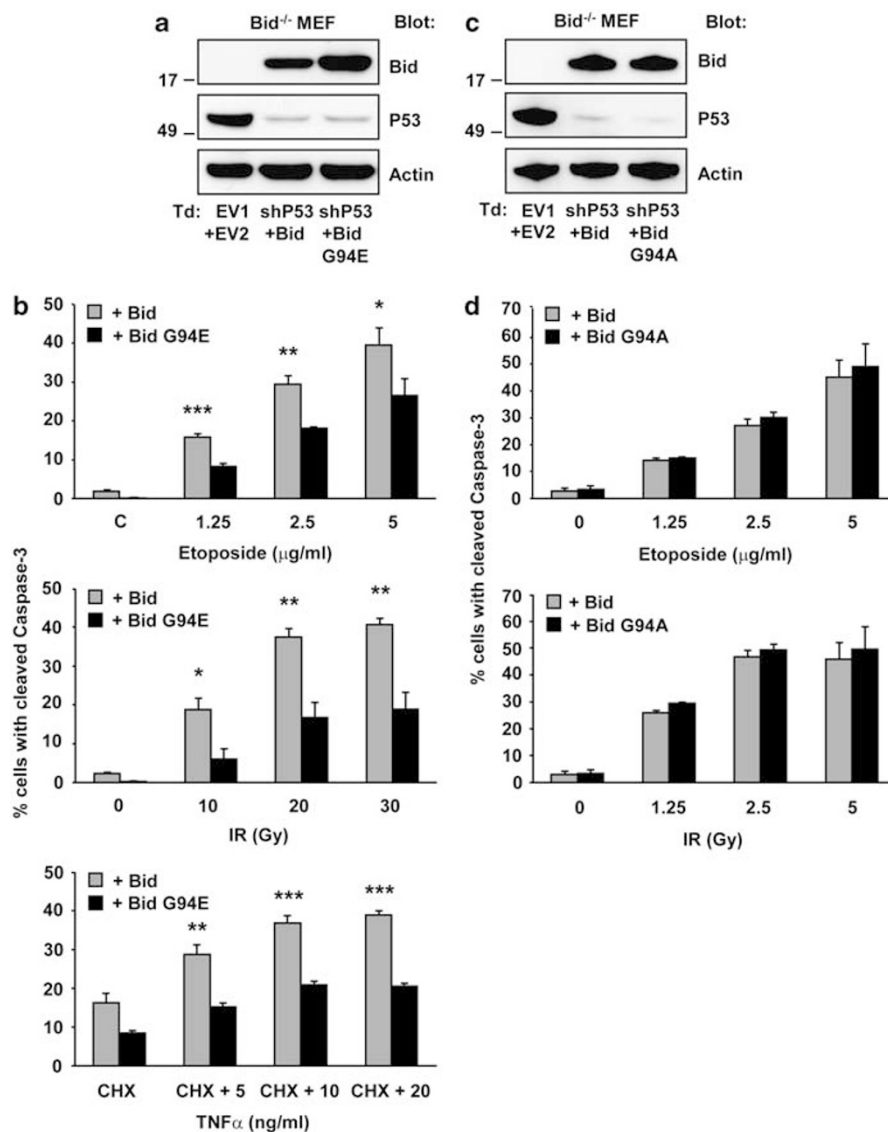 a
Bid-/- MEF
Blot:
Bid
17
P53
49
Actin
Td: EV1 shP53 shP53
+EV2 +Bid +Bid
G94E
c
Bid-/- MEF
Blot:
Bid
17
P53
49
Actin
Td: EV1 shP53 shP53
+EV2 +Bid +Bid
G94A
b
% cells with cleaved Caspase-3
50
40
30
20
10
0
+ Bid
+ Bid G94E
***
**
*
C 1.25 2.5 5
Etoposide (μg/ml)
50
40
30
20
10
0
+ Bid
+ Bid G94E
*
**
**
0 10 20 30
IR (Gy)
50
40
30
20
10
0
+ Bid
+ Bid G94E
**
***
***
CHX CHX + 5 CHX + 10 CHX + 20
TNFα (ng/ml)
d
% cells with cleaved Caspase-3
70
60
50
40
30
20
10
0
+ Bid
+ Bid G94A
0 1.25 2.5 5
Etoposide (μg/ml)
70
60
50
40
30
20
10
0
+ Bid
+ Bid G94A
0 1.25 2.5 5
IR (Gy)